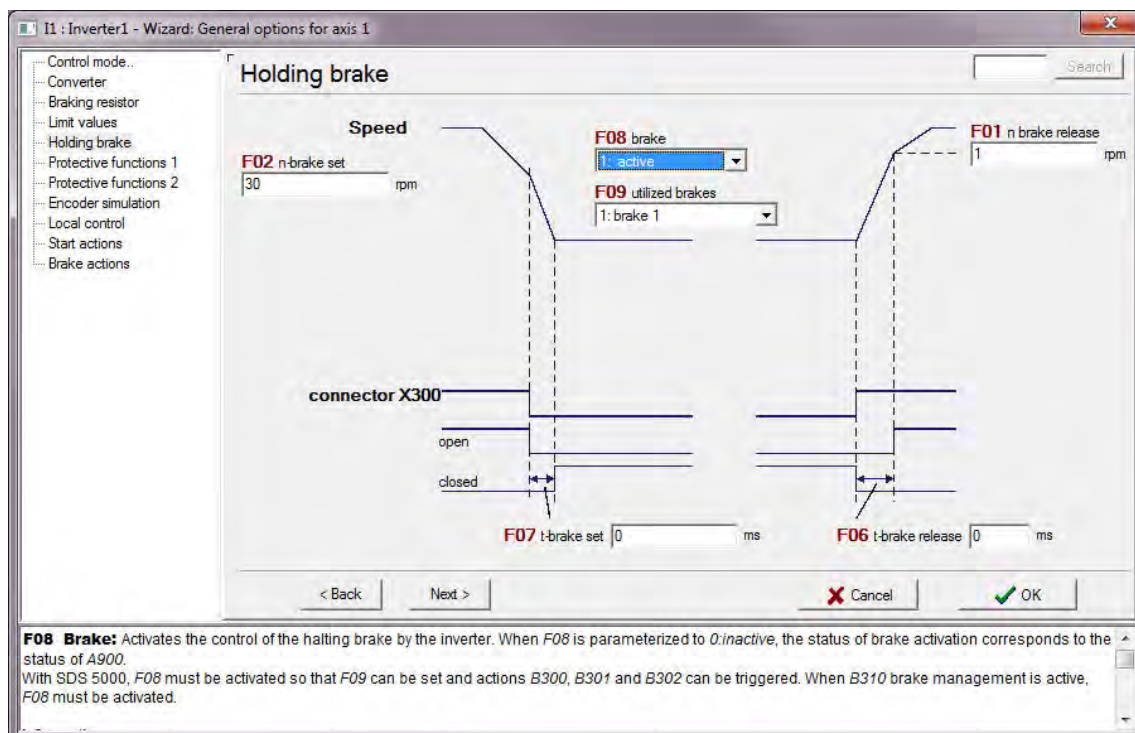 I1 : Inverter1 - Wizard: General options for axis 1
Control mode..
Converter
Braking resistor
Limit values
Holding brake
Protective functions 1
Protective functions 2
Encoder simulation
Local control
Start actions
Brake actions
Holding brake
Search
Speed
F08 brake
1: active
F01 n brake release
1 rpm
F02 n-brake set
30 rpm
F09 utilized brakes
1: brake 1
connector X300
open
closed
F07 t-brake set 0 ms
F06 t-brake release 0 ms
< Back
Next >
Cancel
OK
F08 Brake: Activates the control of the halting brake by the inverter. When F08 is parameterized to 0:inactive, the status of brake activation corresponds to the
status of A900.
With SDS 5000, F08 must be activated so that F09 can be set and actions B300, B301 and B302 can be triggered. When B310 brake management is active,
F08 must be activated.